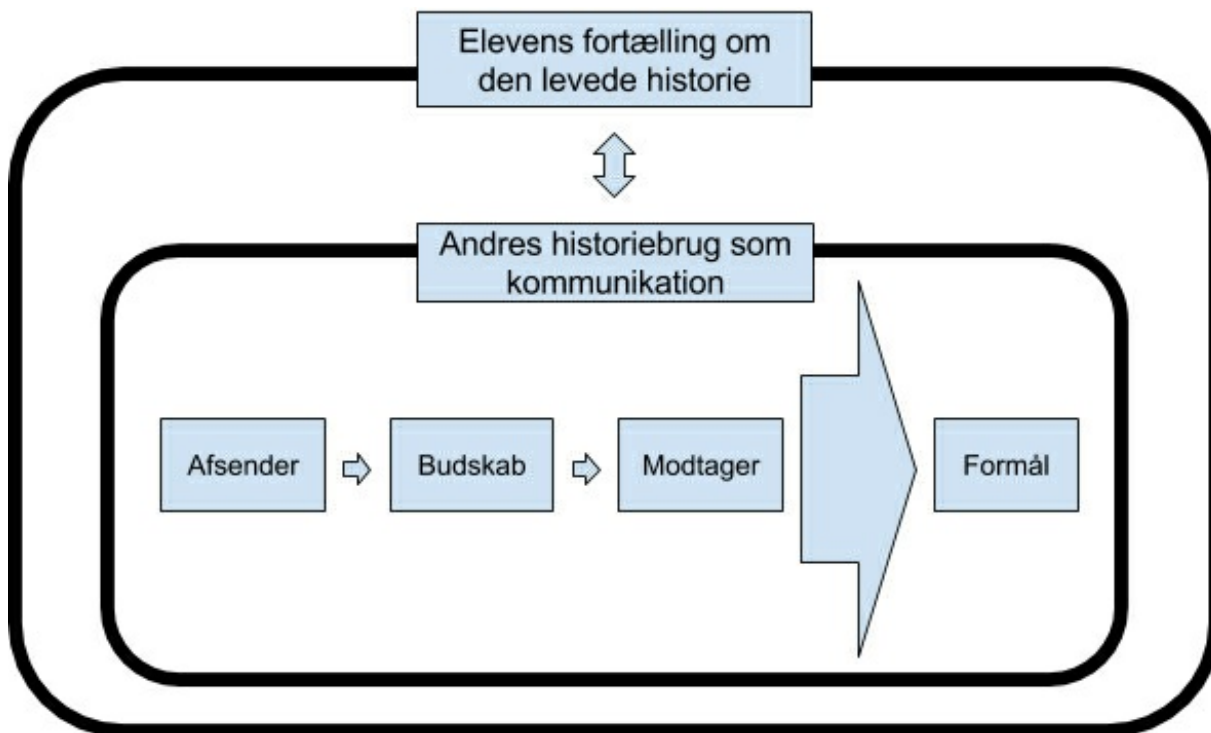 Elevens fortælling om
den levede historie
Andres historiebrug som
kommunikation
Afsender
Budskab
Modtager
Formål